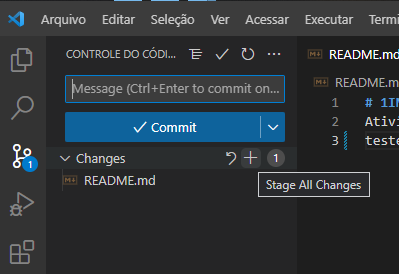 Arquivo Editar Seleção Ver Acessar Executar Termi
CONTROLE DO CÓDI...
README.md
Message (Ctrl+Enter to commit on...
README.md
1 # 1IM
Commit
2 Ativi
Changes 1
3 teste
README.md
Stage All Changes
1